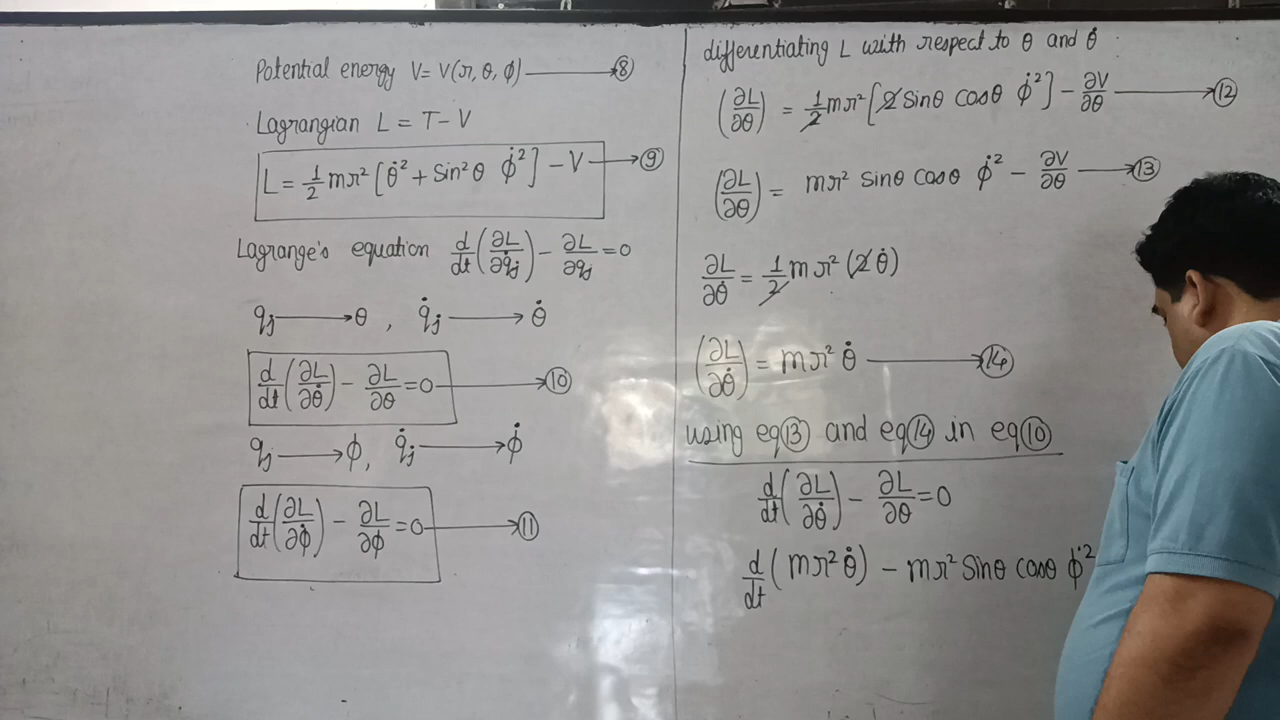 Potential energy V = V(r, θ, ϕ) ⟶ ⑧
Lagrangian L = T - V
L = 1/2 mr² [θ̇² + Sin²θ ϕ̇²] - V ⟶ ⑨
Lagrange's equation d/dt (∂L/∂q̇j) - ∂L/∂qj = 0
qj ⟶ θ , q̇j ⟶ θ̇
d/dt (∂L/∂θ̇) - ∂L/∂θ = 0 ⟶ ⑩
qj ⟶ ϕ, q̇j ⟶ ϕ̇
d/dt (∂L/∂ϕ̇) - ∂L/∂ϕ = 0 ⟶ ⑪
differentiating L with respect to θ and θ̇
(∂L/∂θ) = 1/2 mr² [2 Sinθ cosθ ϕ̇²] - ∂V/∂θ ⟶ ⑫
(∂L/∂θ) = mr² sinθ cosθ ϕ̇² - ∂V/∂θ ⟶ ⑬
∂L/∂θ̇ = 1/2 mr² (2θ̇)
(∂L/∂θ̇) = mr² θ̇ ⟶ ⑭
using eq⑬ and eq⑭ in eq⑩
d/dt (∂L/∂θ̇) - ∂L/∂θ = 0
d/dt (mr² θ̇) - mr² Sinθ cosθ ϕ̇²